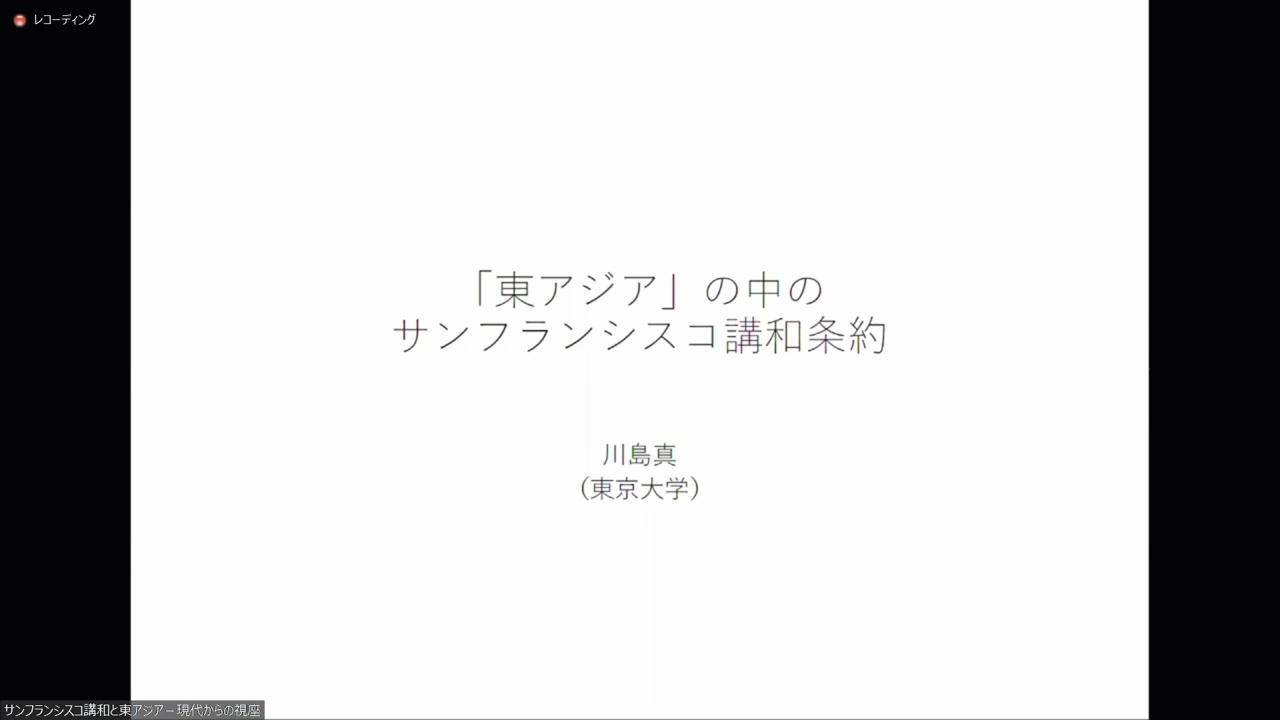 レコーディング
「東アジア」の中の
サンフランシスコ講和条約
川島真
（東京大学）
サンフランシスコ講和と東アジア－現代からの視座